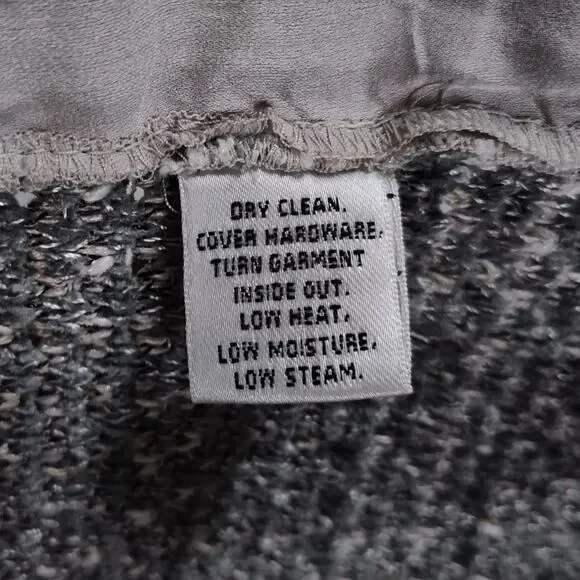 DRY CLEAN.
COVER HARDWARE.
TURN GARMENT
INSIDE OUT.
LOW HEAT.
LOW MOISTURE.
LOW STEAM.